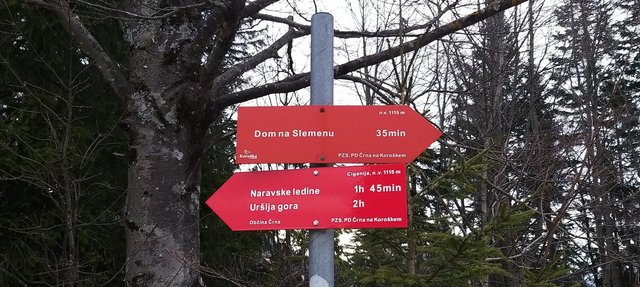 n.v. 1115 m
Dom na Slemenu 35min
Koroška PZS, PD Črna na Koroškem
Ciganija, n.v. 1115 m
Naravske ledine 1h 45min
Uršlja gora 2h
Občina Črna PZS, PD Črna na Koroškem